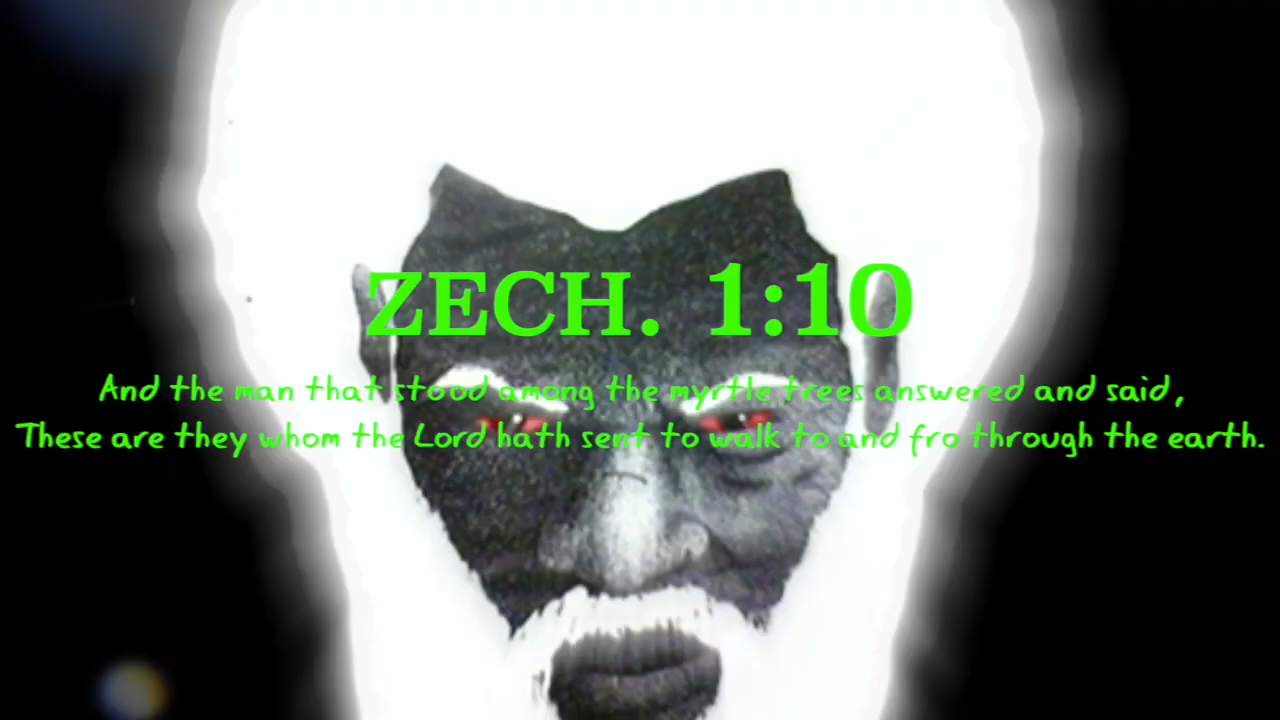 ZECH. 1:10
And the man that stood among the myrtle trees answered and said,
These are they whom the Lord hath sent to walk to and fro through the earth.